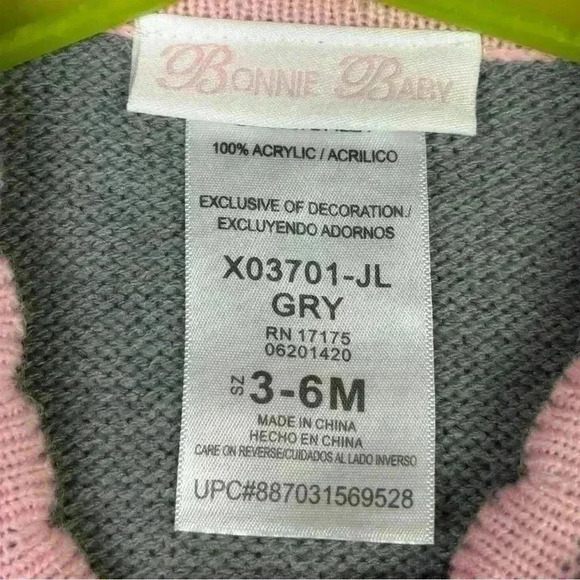 BONNIE BABY
100% ACRYLIC / ACRILICO
EXCLUSIVE OF DECORATION./
EXCLUYENDO ADORNOS
X03701-JL
GRY
RN 17175
06201420
SZ 3-6M
MADE IN CHINA
HECHO EN CHINA
CARE ON REVERSE/CUIDADOS AL LADO INVERSO
UPC#887031569528